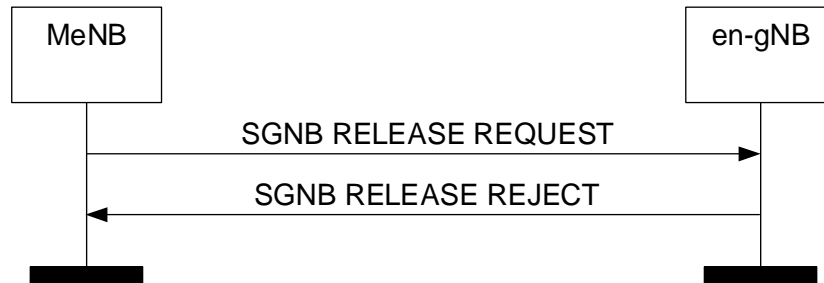 MeNB
en-gNB
SGNB RELEASE REQUEST
SGNB RELEASE REJECT